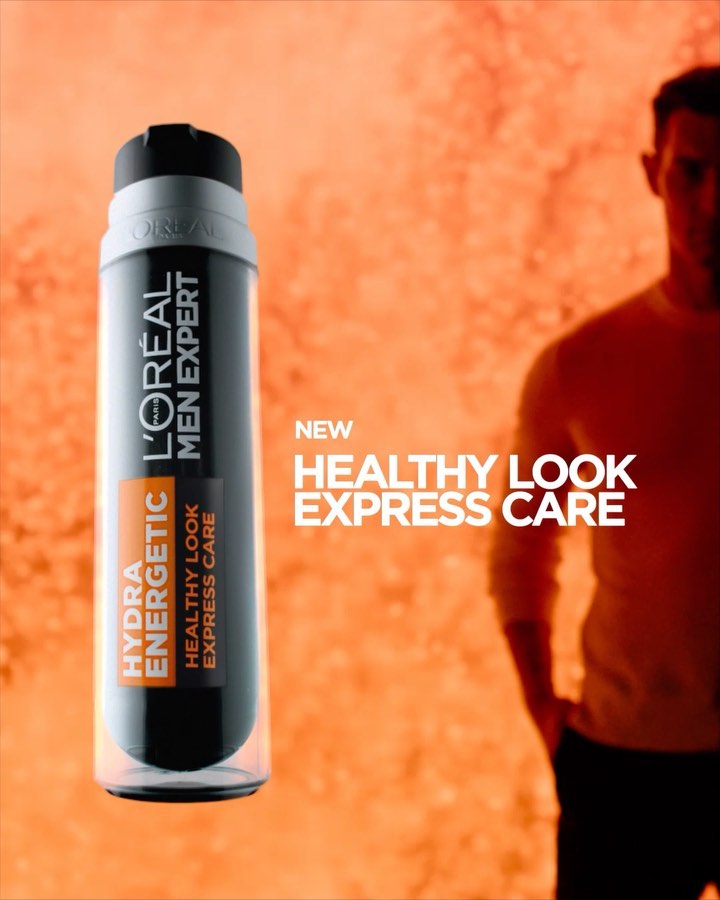 L'ORÉAL
PARIS
MEN EXPERT
HYDRA
ENERGETIC
HEALTHY LOOK
EXPRESS CARE
NEW
HEALTHY LOOK
EXPRESS CARE